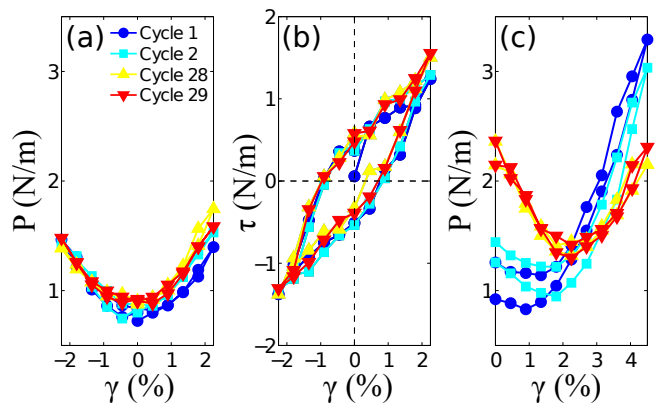 (a)
Cycle 1
Cycle 2
Cycle 28
Cycle 29
P (N/m)
3
2
1
−2 −1 0 1 2
γ (%)
(b)
τ (N/m)
2
1
0
−1
−2
−2 −1 0 1 2
γ (%)
(c)
P (N/m)
3
2
1
0 1 2 3 4
γ (%)